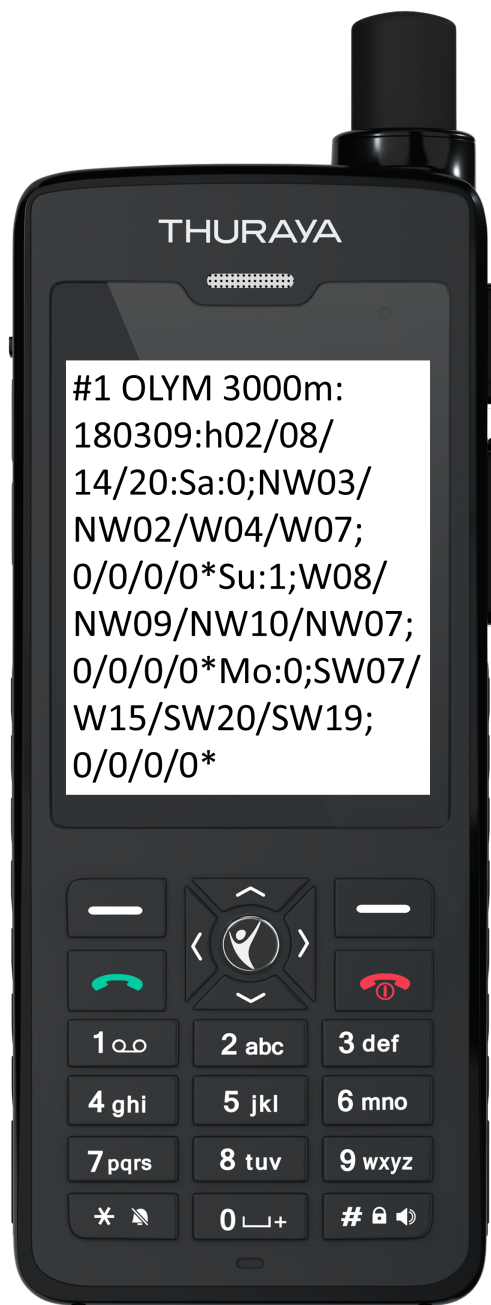 THURAYA
#1 OLYM 3000m:
180309:h02/08/
14/20:Sa:0;NW03/
NW02/W04/W07;
0/0/0/0*Su:1;W08/
NW09/NW10/NW07;
0/0/0/0*Mo:0;SW07/
W15/SW20/SW19;
0/0/0/0*
1
2 abc
3 def
4 ghi
5 jkl
6 mno
7 pqrs
8 tuv
9 wxyz
*
0 +
#